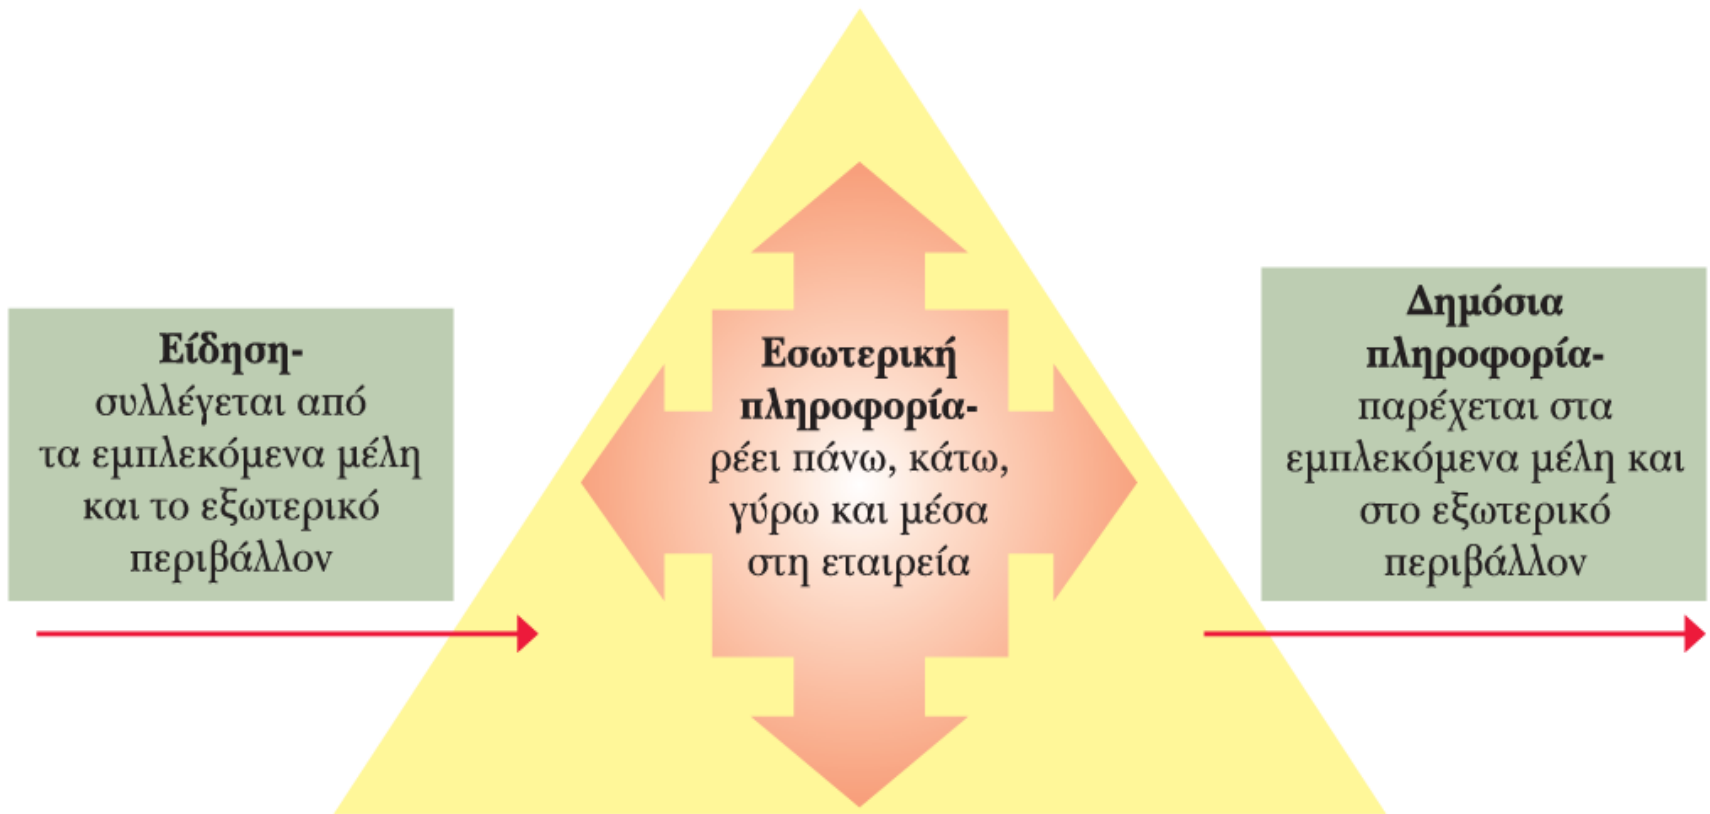 Είδηση-
συλλέγεται από
τα εμπλεκόμενα μέλη
και το εξωτερικό
περιβάλλον
Εσωτερική
πληροφορία-
ρέει πάνω, κάτω,
γύρω και μέσα
στη εταιρεία
Δημόσια
πληροφορία-
παρέχεται στα
εμπλεκόμενα μέλη και
στο εξωτερικό
περιβάλλον